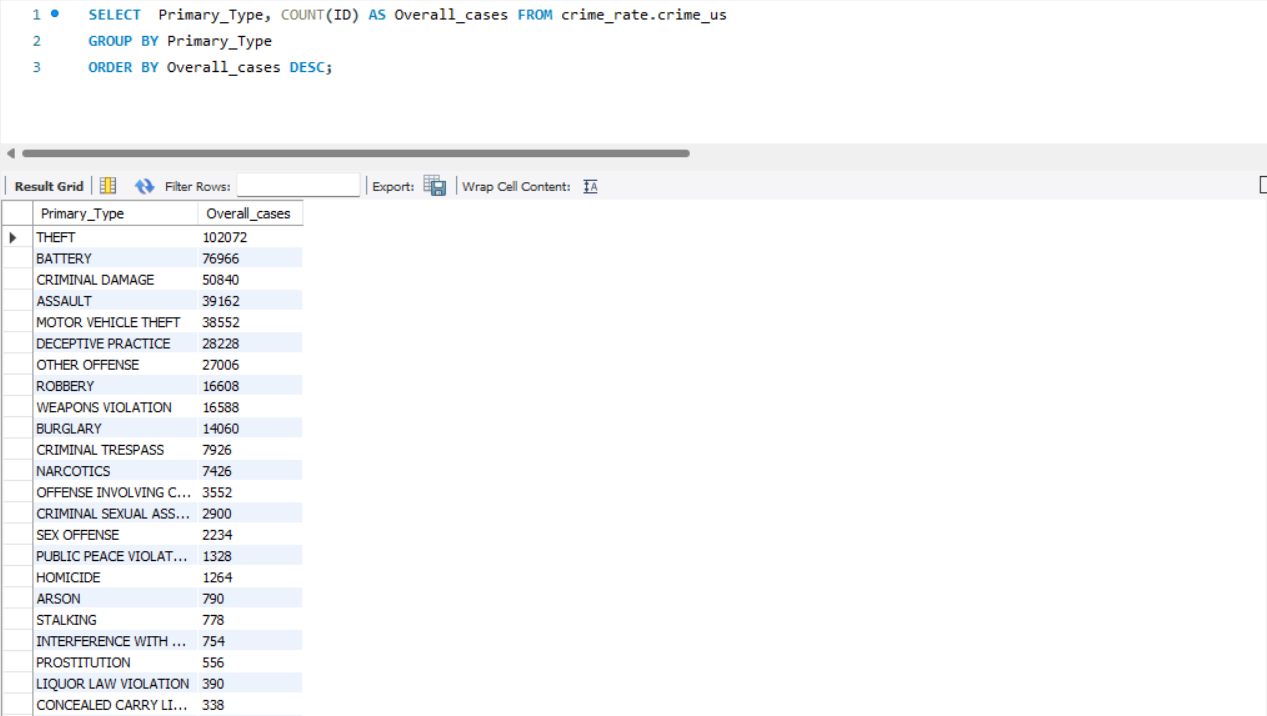 1 SELECT Primary_Type, COUNT(ID) AS Overall_cases FROM crime_rate.crime_us
2 GROUP BY Primary_Type
3 ORDER BY Overall_cases DESC;
Result Grid Filter Rows: Export: Wrap Cell Content:
Primary_Type Overall_cases
THEFT 102072
BATTERY 76966
CRIMINAL DAMAGE 50840
ASSAULT 39162
MOTOR VEHICLE THEFT 38552
DECEPTIVE PRACTICE 28228
OTHER OFFENSE 27006
ROBBERY 16608
WEAPONS VIOLATION 16588
BURGLARY 14060
CRIMINAL TRESPASS 7926
NARCOTICS 7426
OFFENSE INVOLVING C... 3552
CRIMINAL SEXUAL ASS... 2900
SEX OFFENSE 2234
PUBLIC PEACE VIOLAT... 1328
HOMICIDE 1264
ARSON 790
STALKING 778
INTERFERENCE WITH ... 754
PROSTITUTION 556
LIQUOR LAW VIOLATION 390
CONCEALED CARRY LI... 338